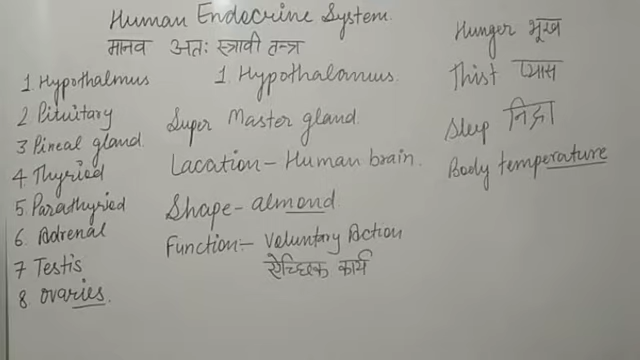 Human Endocrine System.
मानव अतः स्त्रावी तन्त्र
1. Hypothalmus
2 Pituitary
3 Pineal gland.
4. Thyried
5. Parathyried
6. Adrenal
7 Testis
8 ovaries.
1. Hypothalamus.
Super Master gland.
Lacation - Human brain.
Shape - almond
Function:- Voluntary Action
ऐच्छिक कार्य
Hunger भूख
Thist प्यास
Sleep निद्रा
Body temperature